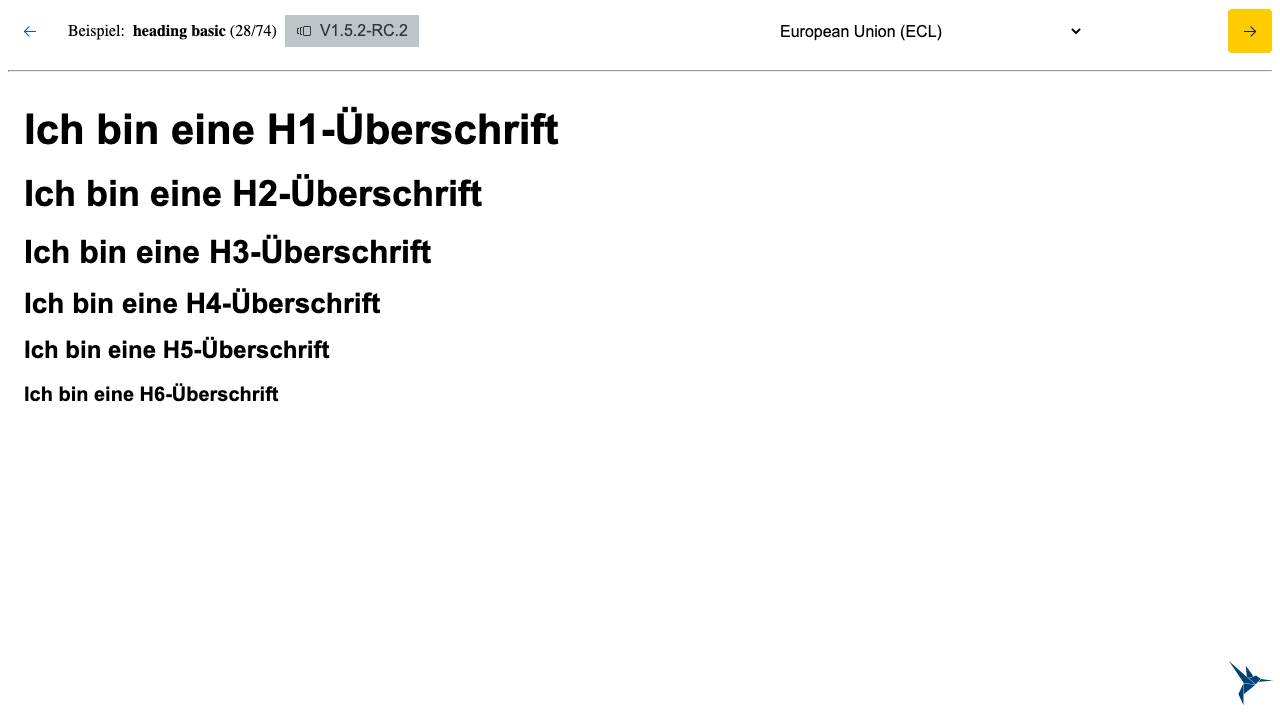 Beispiel: heading basic (28/74) V1.5.2-RC.2 European Union (ECL)
Ich bin eine H1-Überschrift
Ich bin eine H2-Überschrift
Ich bin eine H3-Überschrift
Ich bin eine H4-Überschrift
Ich bin eine H5-Überschrift
Ich bin eine H6-Überschrift